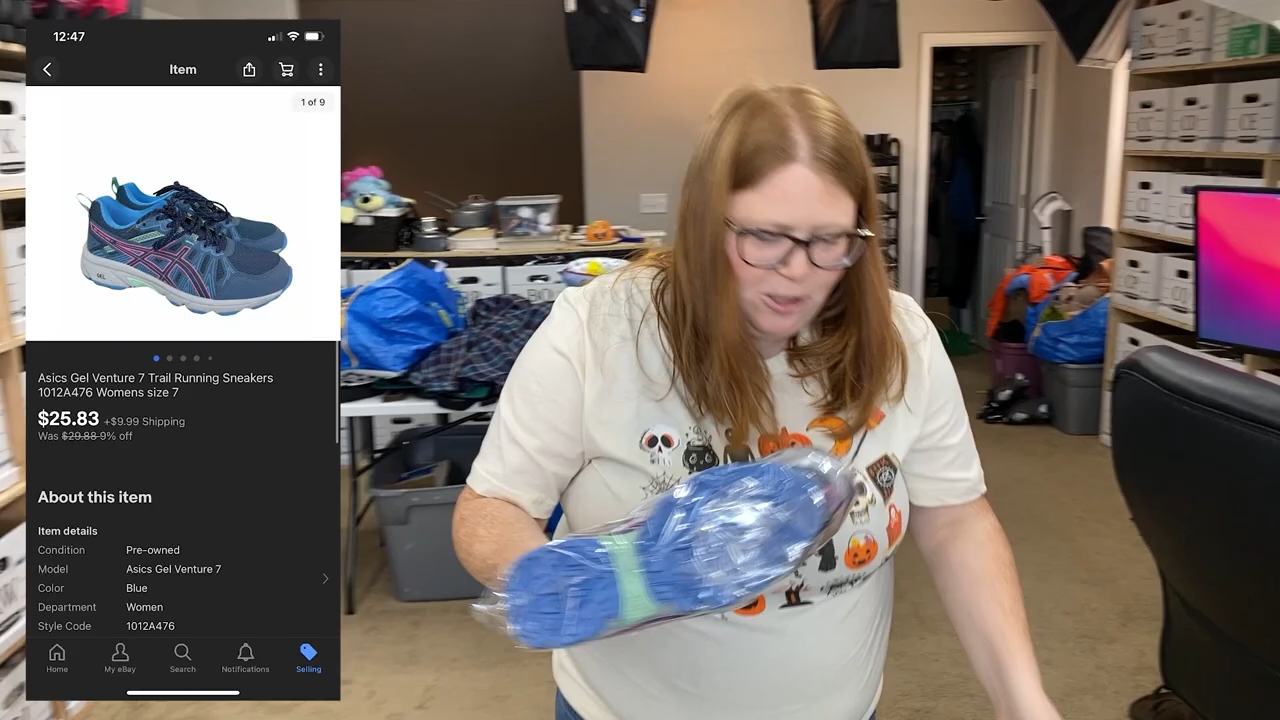 12:47
Item
1 of 9
GEL
Asics Gel Venture 7 Trail Running Sneakers
1012A476 Womens size 7
$25.83 +$9.99 Shipping
Was $29.88 9% off
About this item
Item details
Condition Pre-owned
Model Asics Gel Venture 7
Color Blue
Department Women
Style Code 1012A476
Home My eBay Search Notifications Selling